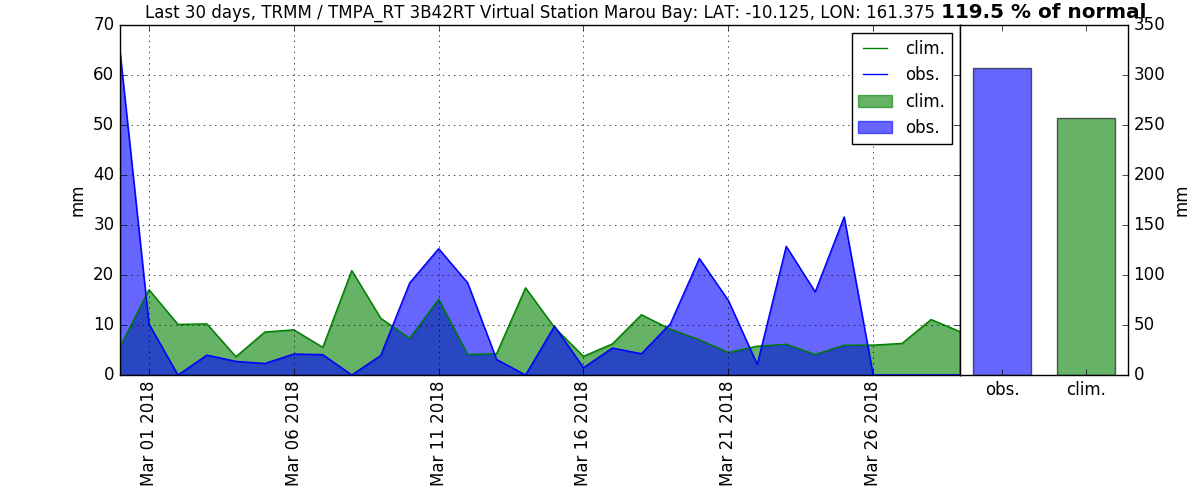 Last 30 days, TRMM / TMPA_RT 3B42RT Virtual Station Marou Bay: LAT: -10.125, LON: 161.375 119.5 % of normal
clim.
obs.
clim.
obs.
mm
70
60
50
40
30
20
10
0
350
300
250
200
150
100
50
0
mm
Mar 01 2018
Mar 06 2018
Mar 11 2018
Mar 16 2018
Mar 21 2018
Mar 26 2018
obs. clim.